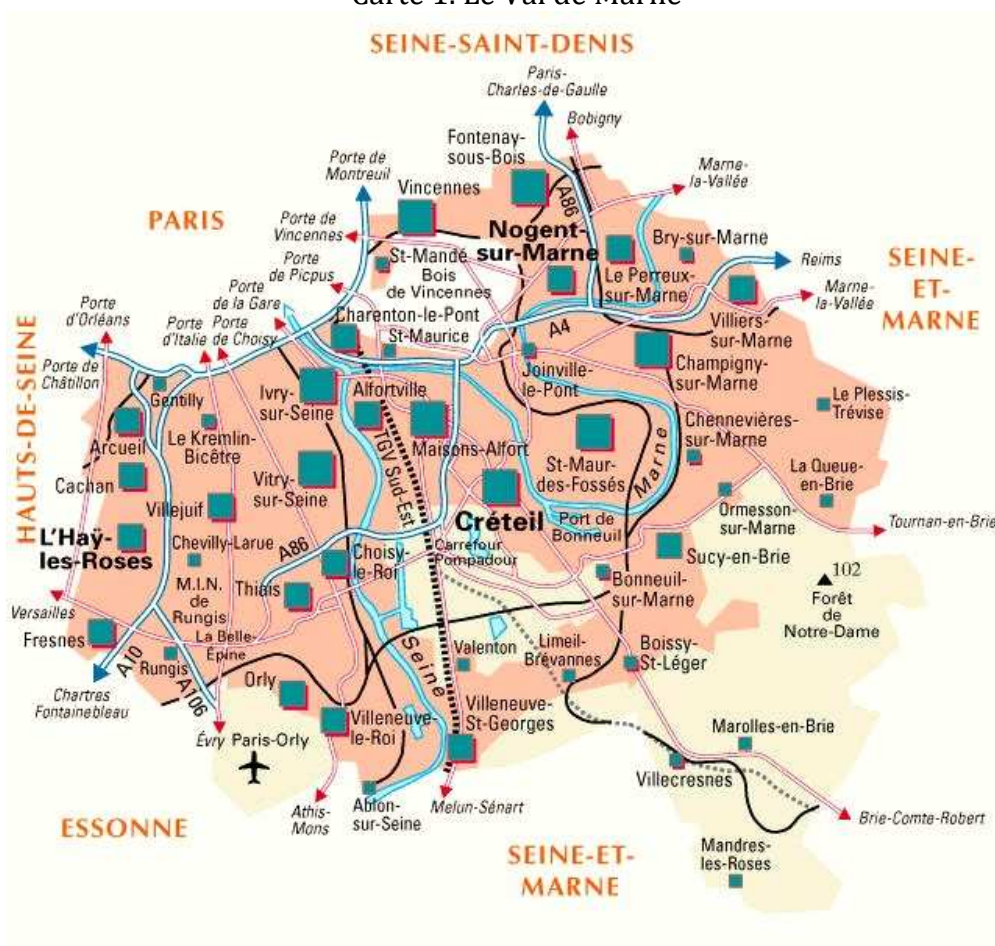 Carte 1: Le Val de Marne
SEINE-SAINT-DENIS
Paris-
Charles-de-Gaulle
Bobigny
Fontenay-
sous-Bois
Porte de
Montreuil
Marne-
la-Vallée
Vincennes
A86
PARIS
Porte de
Vincennes
Nogent-
sur-Marne
Bry-sur-Marne
St-Mandé
Bois
de Vincennes
Porte
de Picpus
Le Perreux-
sur-Marne
Reims
SEINE-
ET-
MARNE
Marne-
la-Vallée
Porte
de la Gare
Porte
d'Orléans
Charenton-le-Pont
St-Maurice
A4
Villiers-
sur-Marne
Porte
d'Italie
Porte
de Choisy
HAUTS-DE-SEINE
Porte de
Châtillon
Gentilly
Ivry-
sur-Seine
Alfortville
Joinville-
le-Pont
Champigny-
sur-Marne
Le Plessis-
Trévise
Arcueil
Le Kremlin-
Bicêtre
TGV Sud-Est
Maisons-Alfort
Chennevières-
sur-Marne
Marne
Cachan
Vitry-
sur-Seine
St-Maur-
des-Fossés
La Queue-
en-Brie
Villejuif
Ormesson-
sur-Marne
L'Haÿ-
les-Roses
Chevilly-Larue
A86
Créteil
Port de
Bonneuil
Tournan-en-Brie
Choisy-
le-Roi
Carrefour
Pompadour
Sucy-en-Brie
M.I.N.
de
Rungis
Thiais
Bonneuil-
sur-Marne
102
Forêt
de
Notre-Dame
Versailles
Fresnes
La Belle-
Épine
Seine
Valenton
Limeil-
Brévannes
Boissy-
St-Léger
A10
Rungis
A106
Orly
Chartres
Fontainebleau
Villeneuve-
le-Roi
Villeneuve-
St-Georges
Marolles-en-Brie
Évry
Paris-Orly
Villecresnes
Athis-
Mons
Ablon-
sur-Seine
Melun-Sénart
Brie-Comte-Robert
ESSONNE
SEINE-ET-
MARNE
Mandres-
les-Roses